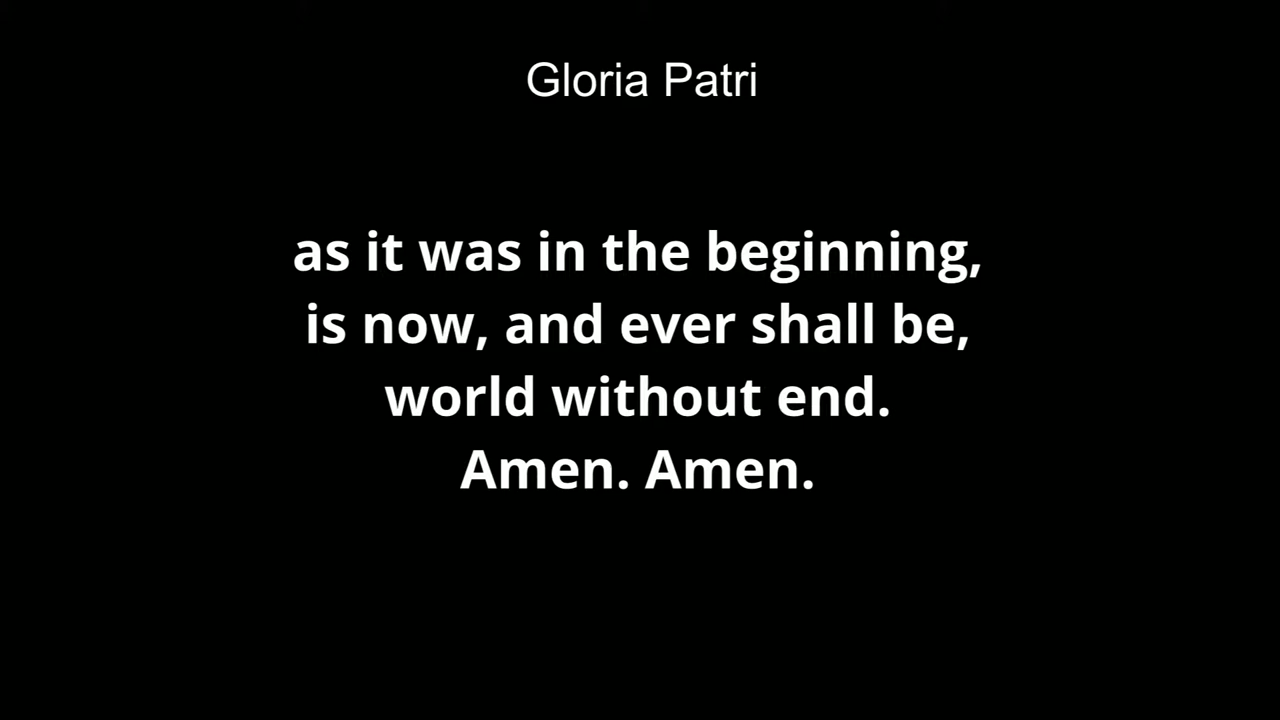 Gloria Patri
as it was in the beginning,
is now, and ever shall be,
world without end.
Amen. Amen.